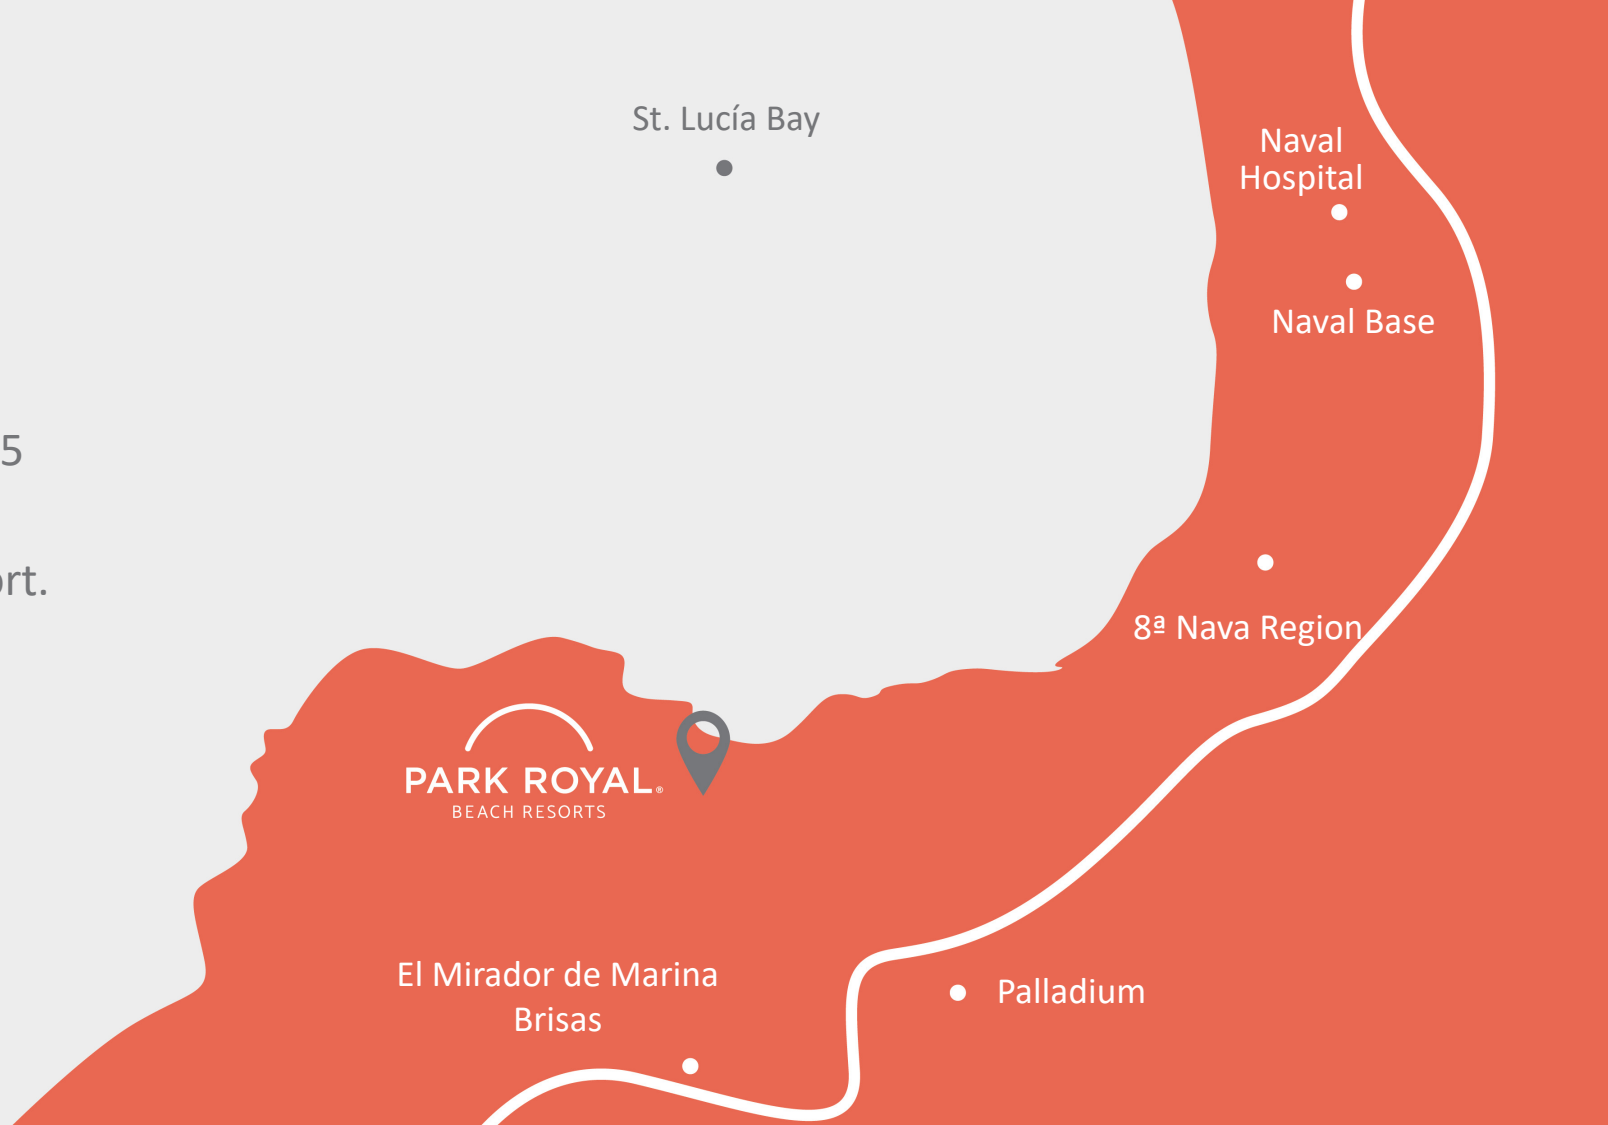 St. Lucía Bay
Naval
Hospital
Naval Base
5
8ª Nava Region
PARK ROYAL®
BEACH RESORTS
El Mirador de Marina
Brisas
Palladium